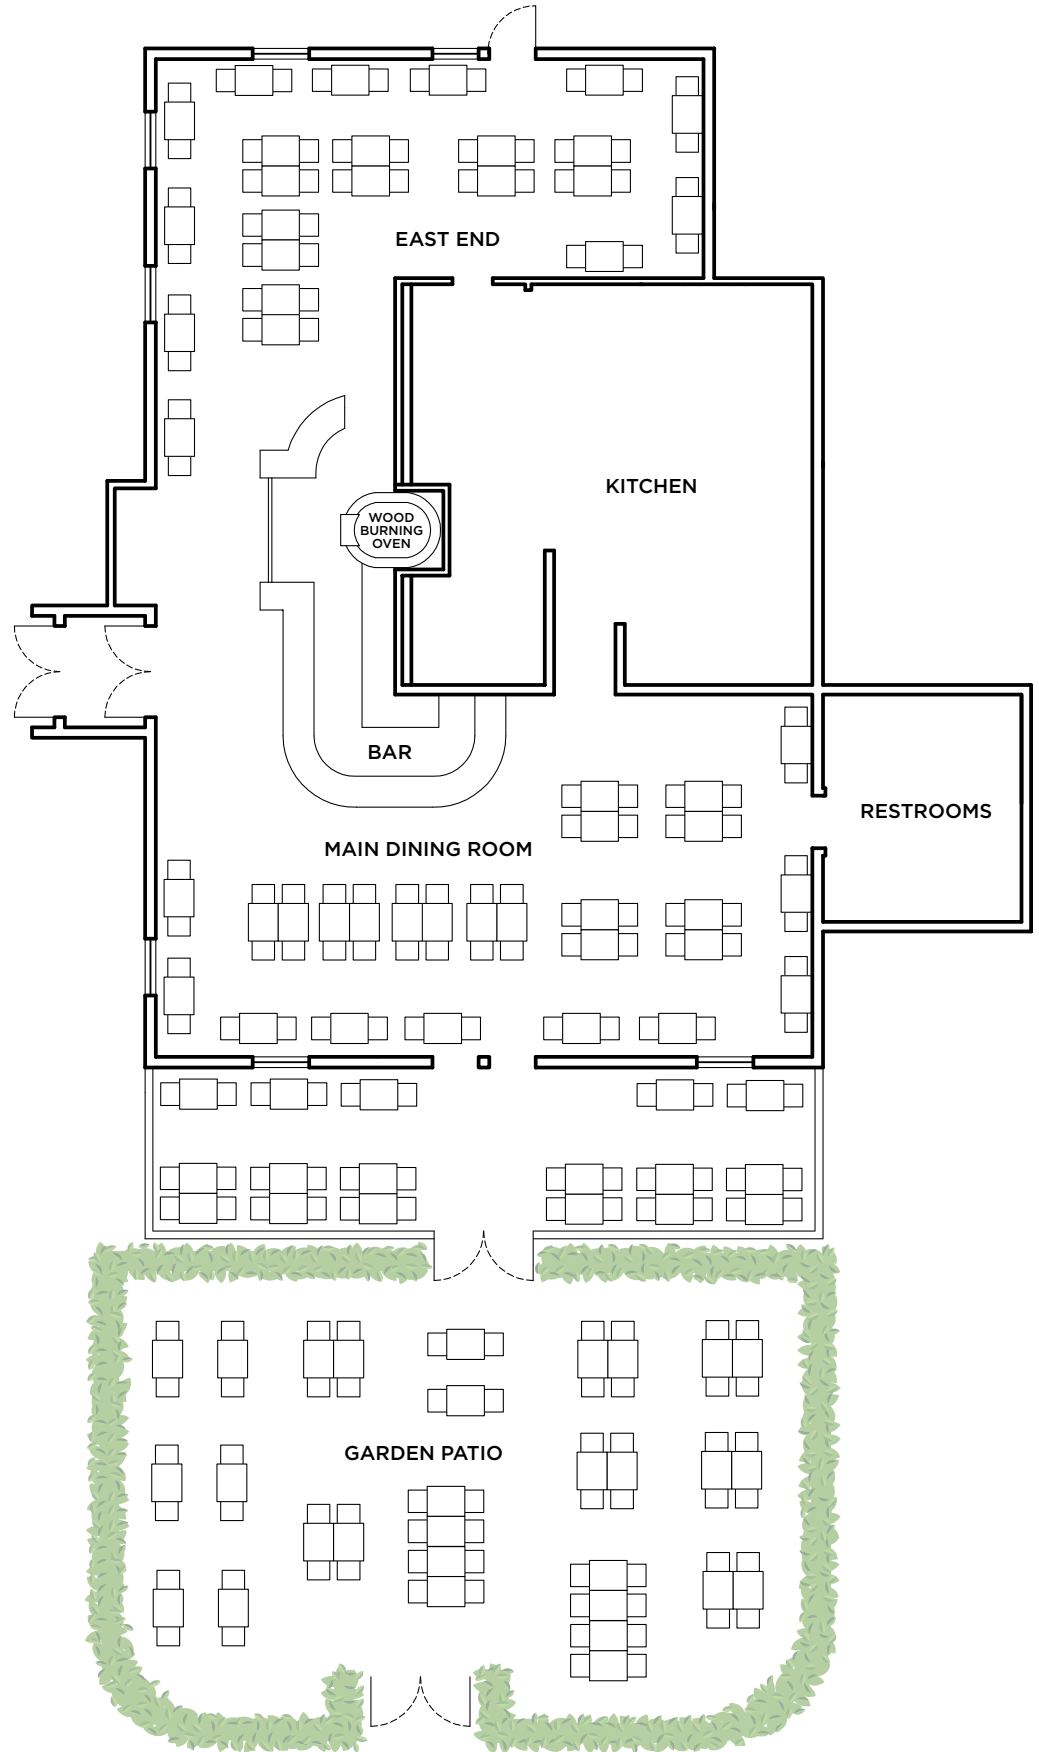 EAST END
KITCHEN
WOOD
BURNING
OVEN
BAR
RESTROOMS
MAIN DINING ROOM
GARDEN PATIO